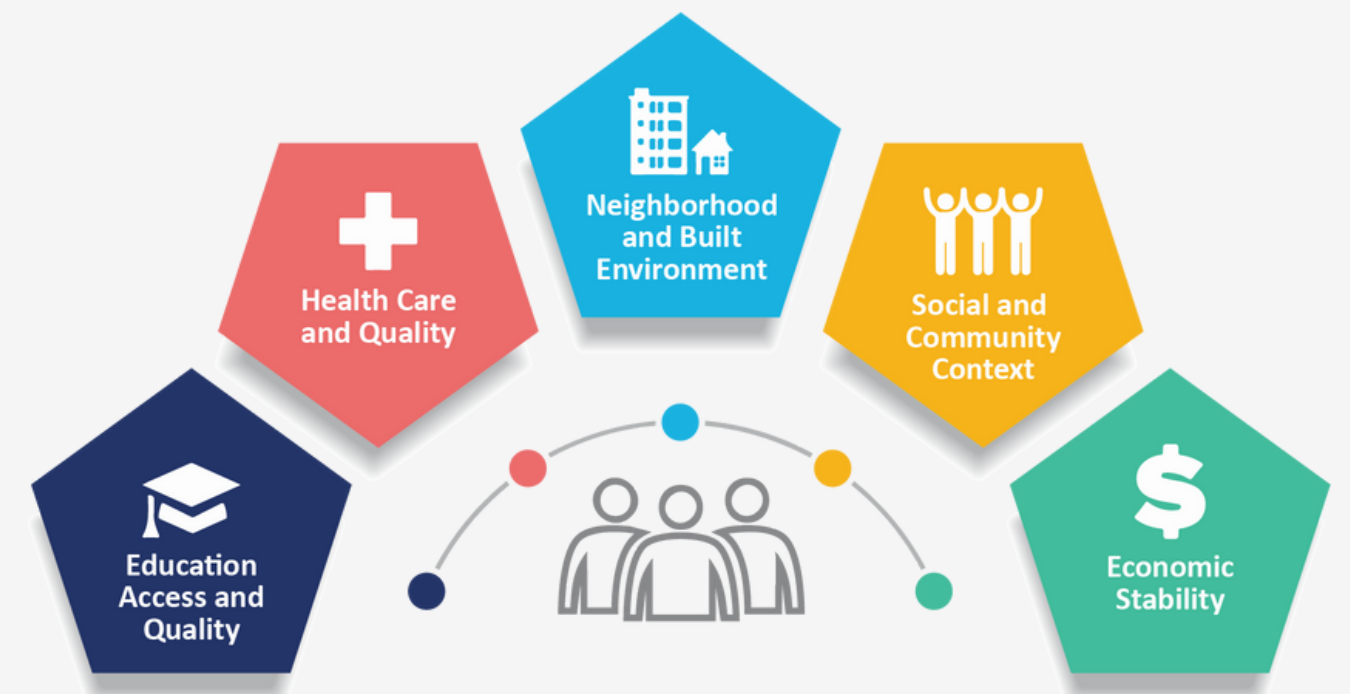 Education
Access and
Quality
Health Care
and Quality
Neighborhood
and Built
Environment
Social and
Community
Context
Economic
Stability